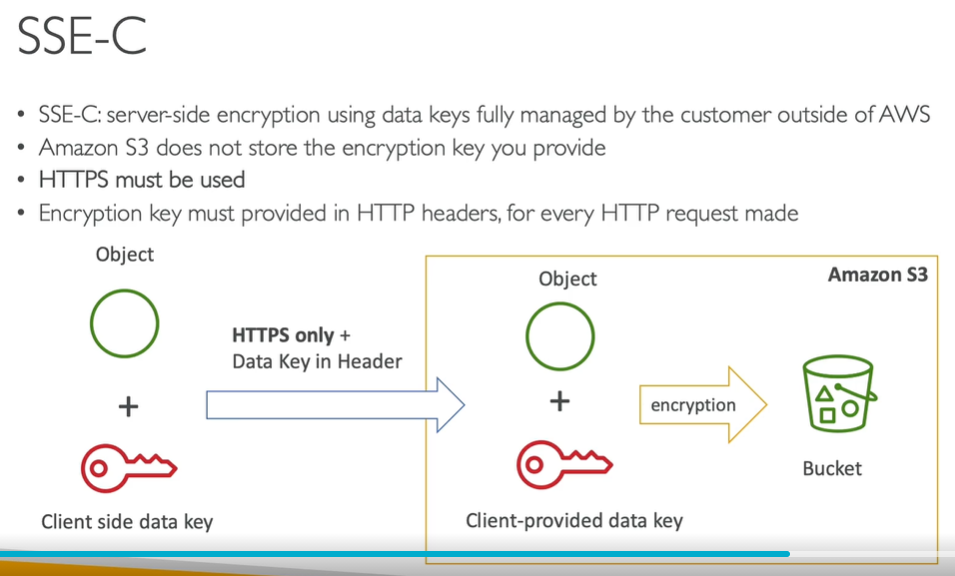 SSE-C
• SSE-C: server-side encryption using data keys fully managed by the customer outside of AWS
• Amazon S3 does not store the encryption key you provide
• HTTPS must be used
• Encryption key must provided in HTTP headers, for every HTTP request made
Object
+
Client side data key
HTTPS only +
Data Key in Header
Amazon S3
Object
+
Client-provided data key
encryption
Bucket